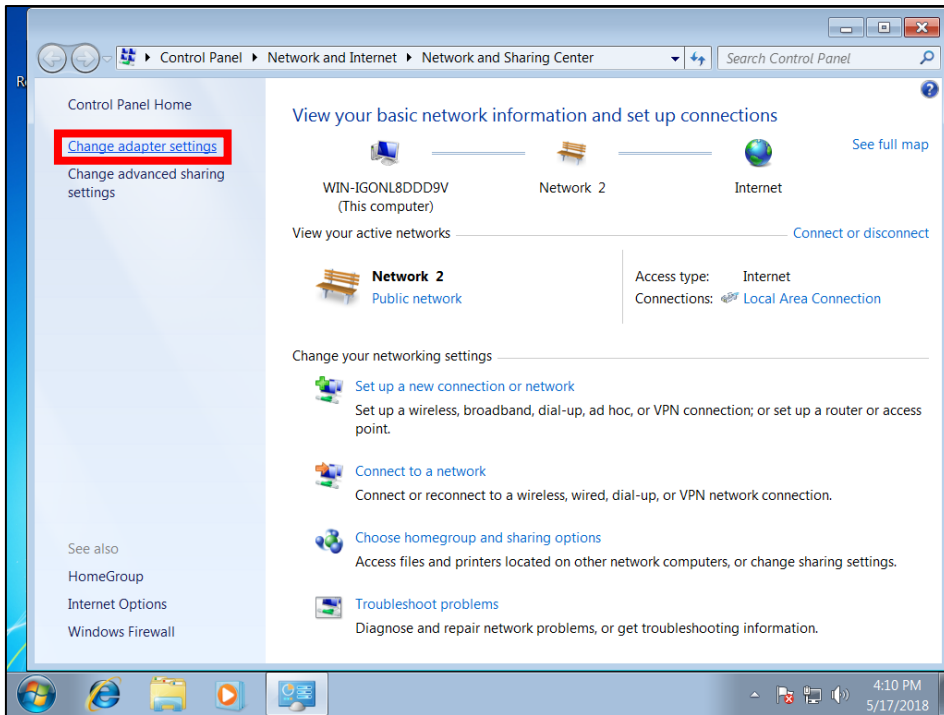 Control Panel ▸ Network and Internet ▸ Network and Sharing Center
Search Control Panel
Control Panel Home
Change adapter settings
Change advanced sharing
settings
View your basic network information and set up connections
See full map
WIN-IGONL8DDD9V
(This computer)
Network 2
Internet
View your active networks
Connect or disconnect
Network 2
Public network
Access type: Internet
Connections: Local Area Connection
Change your networking settings
Set up a new connection or network
Set up a wireless, broadband, dial-up, ad hoc, or VPN connection; or set up a router or access
point.
Connect to a network
Connect or reconnect to a wireless, wired, dial-up, or VPN network connection.
Choose homegroup and sharing options
Access files and printers located on other network computers, or change sharing settings.
Troubleshoot problems
Diagnose and repair network problems, or get troubleshooting information.
See also
HomeGroup
Internet Options
Windows Firewall
4:10 PM
5/17/2018